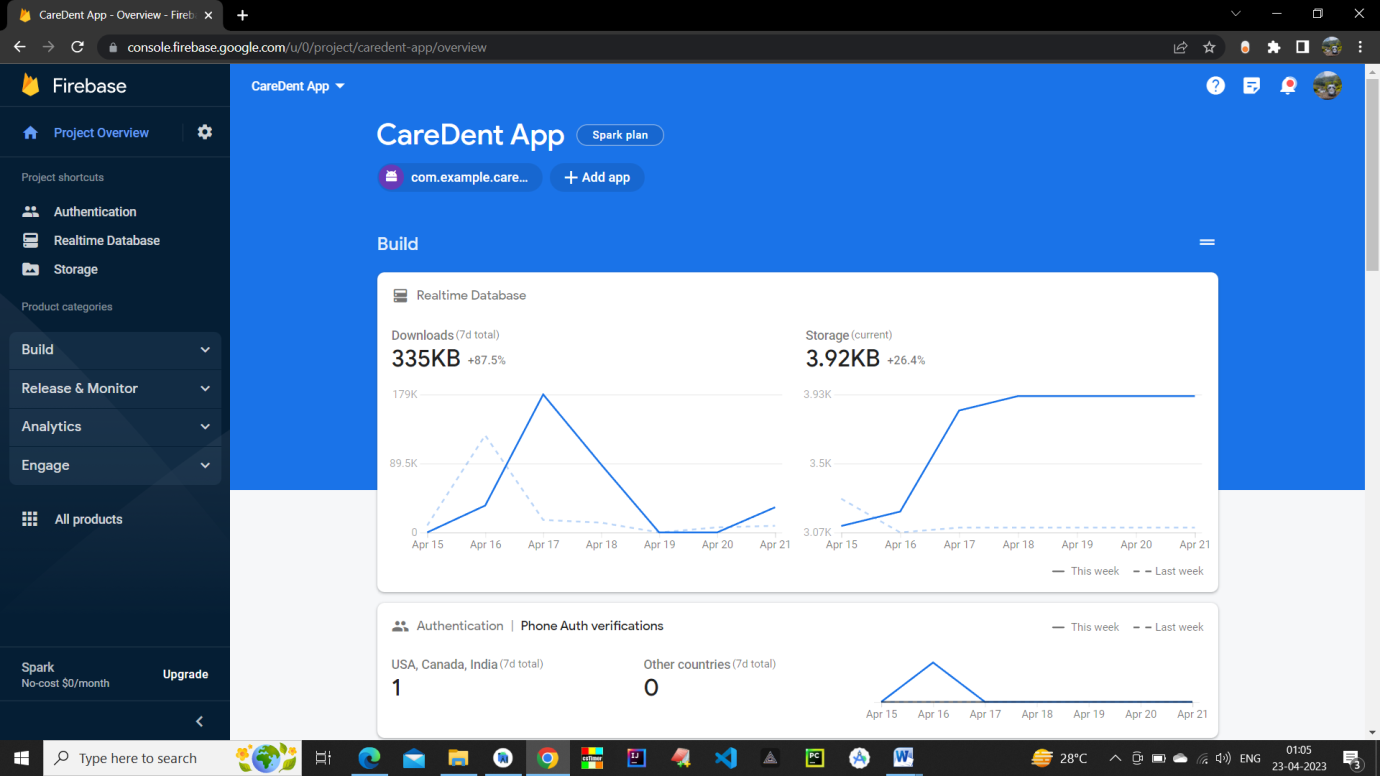 CareDent App - Overview - Fireb
console.firebase.google.com/u/0/project/caredent-app/overview
Firebase
Project Overview
Project shortcuts
Authentication
Realtime Database
Storage
Product categories
Build
Release & Monitor
Analytics
Engage
All products
Spark
No-cost $0/month
Upgrade
CareDent App
CareDent App Spark plan
com.example.care... + Add app
Build
Realtime Database
Downloads (7d total)
335KB +87.5%
179K
89.5K
0
Apr 15 Apr 16 Apr 17 Apr 18 Apr 19 Apr 20 Apr 21
Storage (current)
3.92KB +26.4%
3.93K
3.5K
3.07K
Apr 15 Apr 16 Apr 17 Apr 18 Apr 19 Apr 20 Apr 21
This week Last week
Authentication | Phone Auth verifications
This week Last week
USA, Canada, India (7d total)
1
Other countries (7d total)
0
Apr 15 Apr 16 Apr 17 Apr 18 Apr 19 Apr 20 Apr 21
Type here to search
csTimer
IJ
PC
W
28°C
ENG
01:05
23-04-2023
3